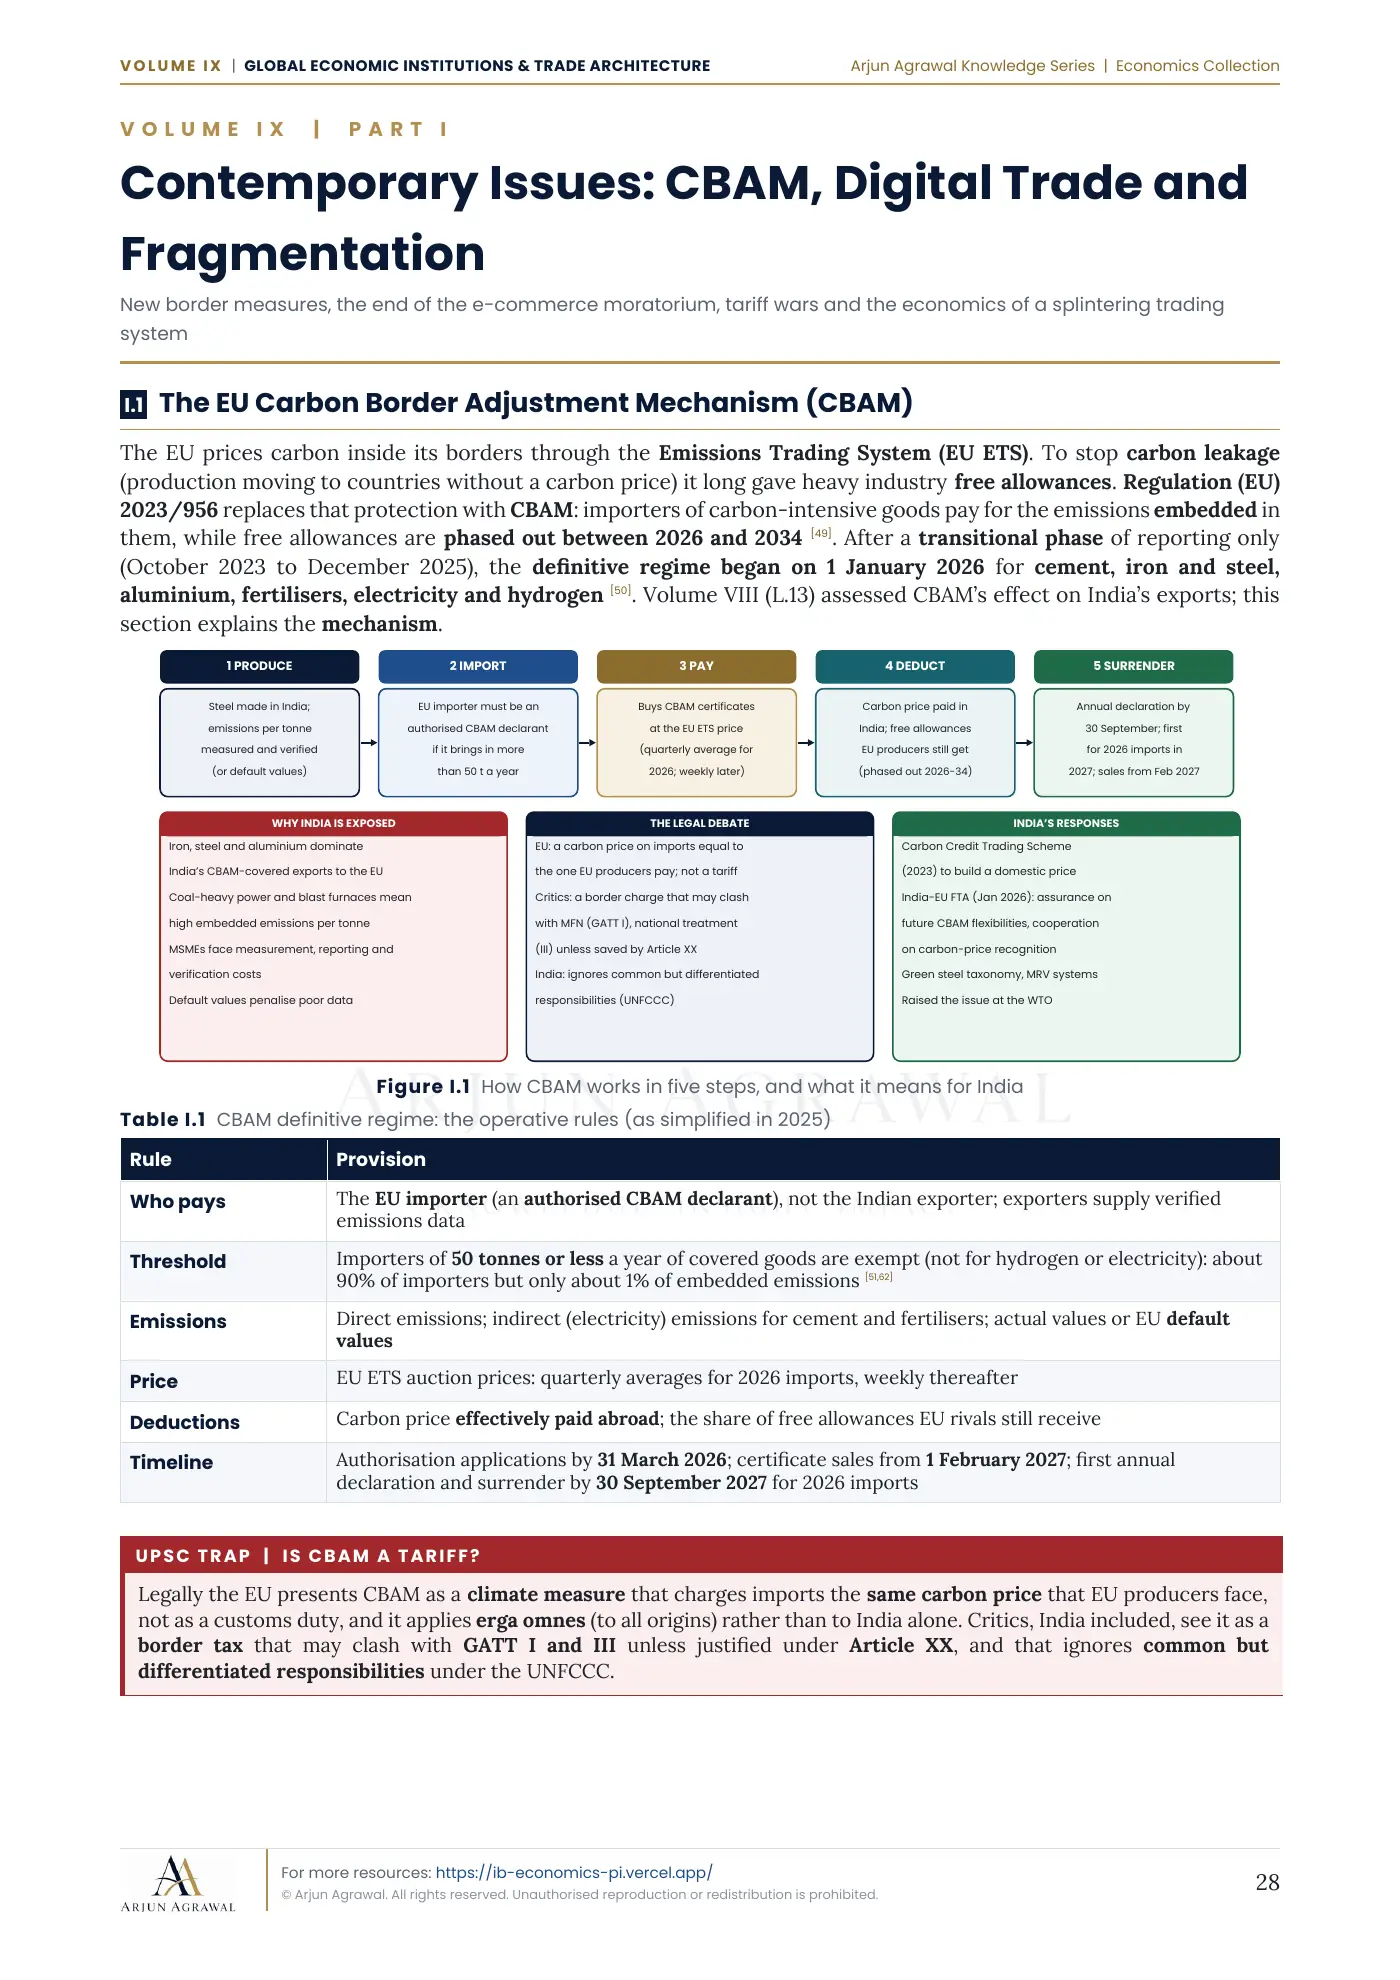 VOLUME IX | GLOBAL ECONOMIC INSTITUTIONS & TRADE ARCHITECTURE
Arjun Agrawal Knowledge Series | Economics Collection
VOLUME IX | PART I
Contemporary Issues: CBAM, Digital Trade and
Fragmentation
New border measures, the end of the e-commerce moratorium, tariff wars and the economics of a splintering trading
system
I.1 The EU Carbon Border Adjustment Mechanism (CBAM)
The EU prices carbon inside its borders through the Emissions Trading System (EU ETS). To stop carbon leakage
(production moving to countries without a carbon price) it long gave heavy industry free allowances. Regulation (EU)
2023/956 replaces that protection with CBAM: importers of carbon-intensive goods pay for the emissions embedded in
them, while free allowances are phased out between 2026 and 2034 [49]. After a transitional phase of reporting only
(October 2023 to December 2025), the definitive regime began on 1 January 2026 for cement, iron and steel,
aluminium, fertilisers, electricity and hydrogen [50]. Volume VIII (L.13) assessed CBAM's effect on India's exports; this
section explains the mechanism.
1 PRODUCE
Steel made in India;
emissions per tonne
measured and verified
(or default values)
2 IMPORT
EU importer must be an
authorised CBAM declarant
if it brings in more
than 50 t a year
3 PAY
Buys CBAM certificates
at the EU ETS price
(quarterly average for
2026; weekly later)
4 DEDUCT
Carbon price paid in
India; free allowances
EU producers still get
(phased out 2026-34)
5 SURRENDER
Annual declaration by
30 September; first
for 2026 imports in
2027; sales from Feb 2027
WHY INDIA IS EXPOSED
Iron, steel and aluminium dominate
India's CBAM-covered exports to the EU
Coal-heavy power and blast furnaces mean
high embedded emissions per tonne
MSMEs face measurement, reporting and
verification costs
Default values penalise poor data
THE LEGAL DEBATE
EU: a carbon price on imports equal to
the one EU producers pay; not a tariff
Critics: a border charge that may clash
with MFN (GATT I), national treatment
(III) unless saved by Article XX
India: ignores common but differentiated
responsibilities (UNFCCC)
INDIA'S RESPONSES
Carbon Credit Trading Scheme
(2023) to build a domestic price
India-EU FTA (Jan 2026): assurance on
future CBAM flexibilities, cooperation
on carbon-price recognition
Green steel taxonomy, MRV systems
Raised the issue at the WTO
ARJUN AGRAWAL
Figure I.1 How CBAM works in five steps, and what it means for India
Table I.1 CBAM definitive regime: the operative rules (as simplified in 2025)
Rule Provision
Who pays The EU importer (an authorised CBAM declarant), not the Indian exporter; exporters supply verified
emissions data
Threshold Importers of 50 tonnes or less a year of covered goods are exempt (not for hydrogen or electricity): about
90% of importers but only about 1% of embedded emissions [51,62]
Emissions Direct emissions; indirect (electricity) emissions for cement and fertilisers; actual values or EU default
values
Price EU ETS auction prices: quarterly averages for 2026 imports, weekly thereafter
Deductions Carbon price effectively paid abroad; the share of free allowances EU rivals still receive
Timeline Authorisation applications by 31 March 2026; certificate sales from 1 February 2027; first annual
declaration and surrender by 30 September 2027 for 2026 imports
UPSC TRAP | IS CBAM A TARIFF?
Legally the EU presents CBAM as a climate measure that charges imports the same carbon price that EU producers face,
not as a customs duty, and it applies erga omnes (to all origins) rather than to India alone. Critics, India included, see it as a
border tax that may clash with GATT I and III unless justified under Article XX, and that ignores common but
differentiated responsibilities under the UNFCCC.
ARJUN AGRAWAL
For more resources: https://ib-economics-pi.vercel.app/
© Arjun Agrawal. All rights reserved. Unauthorised reproduction or redistribution is prohibited.
28